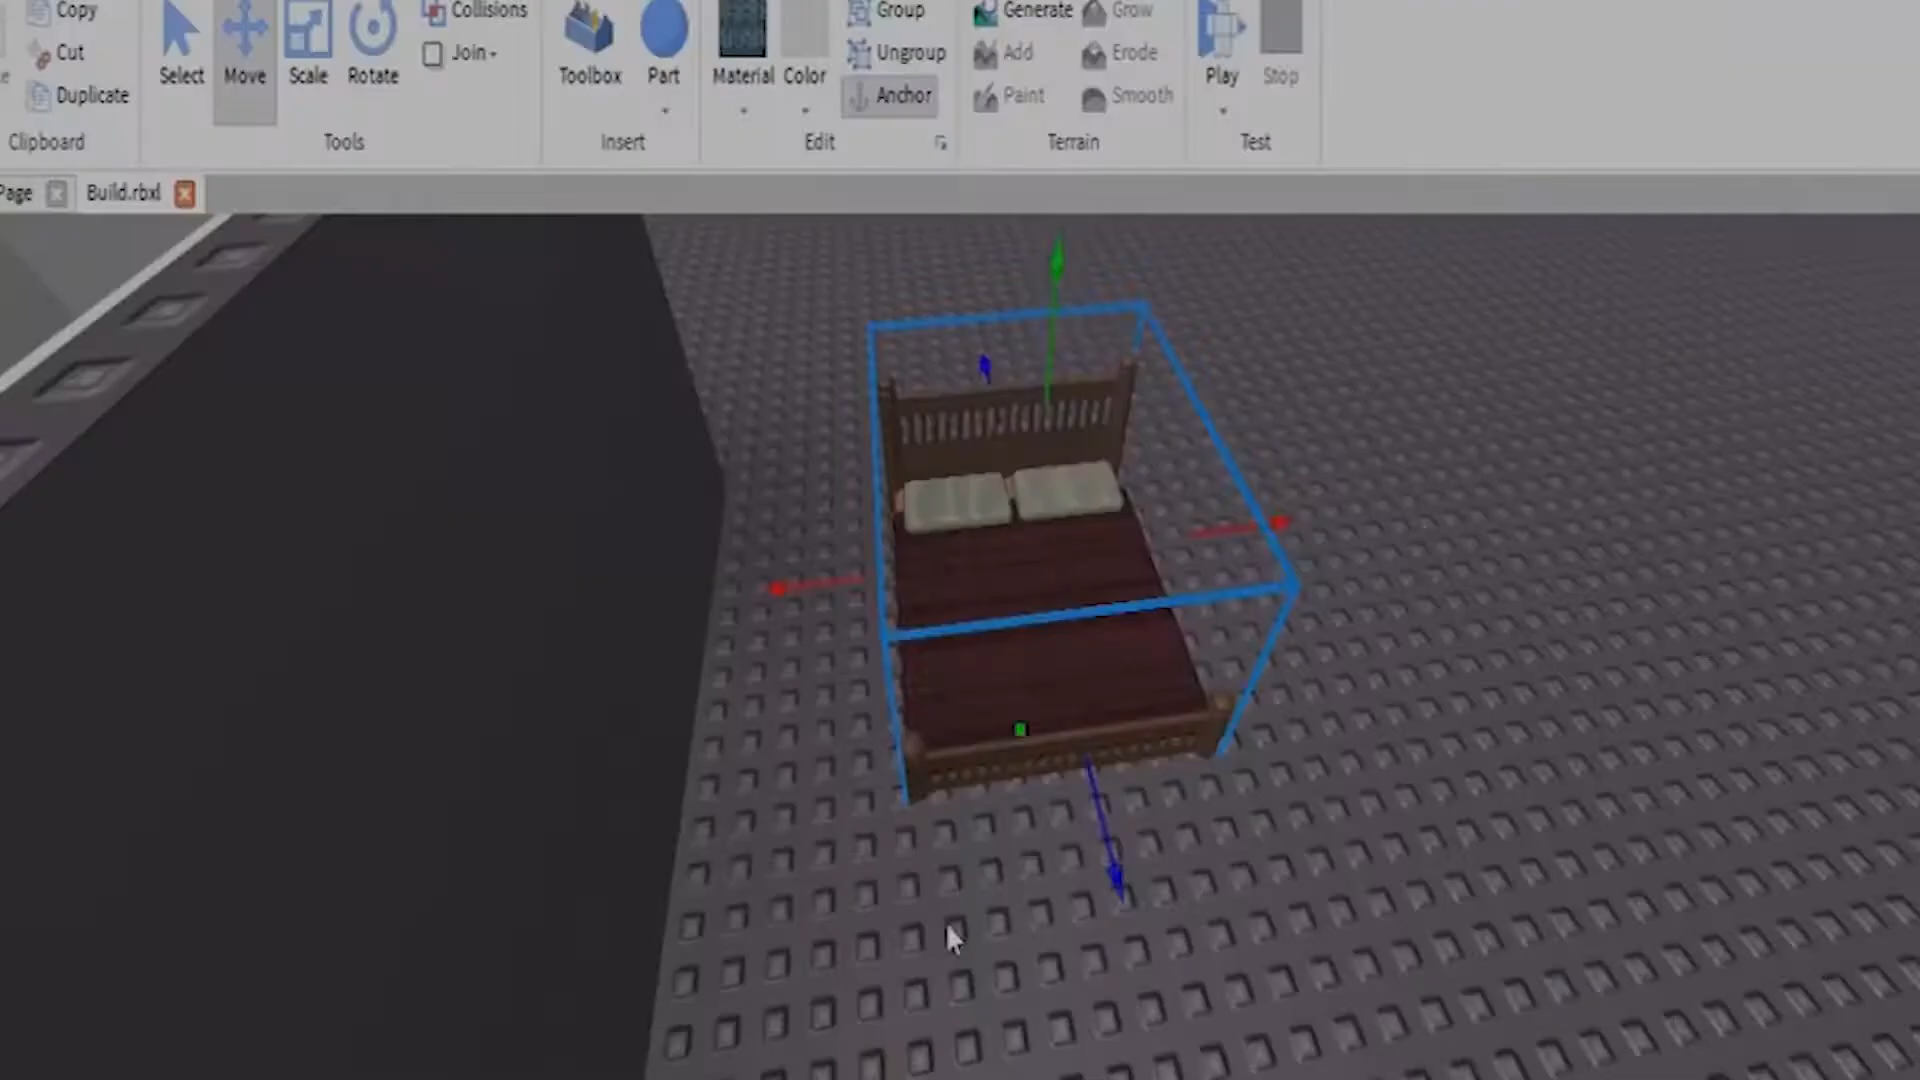 Copy
Cut
Duplicate
Clipboard
Select
Move
Scale
Rotate
Collisions
Join
Tools
Toolbox
Part
Insert
Material
Color
Group
Ungroup
Anchor
Edit
Generate
Grow
Add
Erode
Paint
Smooth
Terrain
Play
Stop
Test
Page
Build.rbxl